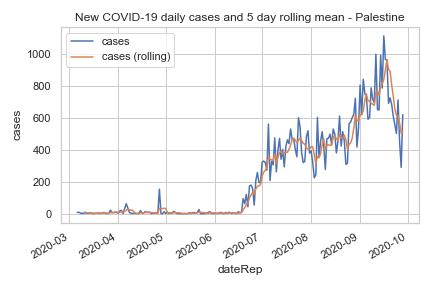 New COVID-19 daily cases and 5 day rolling mean - Palestine
cases
cases (rolling)
1000
800
600
400
200
0
cases
2020-03
2020-04
2020-05
2020-06
2020-07
2020-08
2020-09
2020-10
dateRep